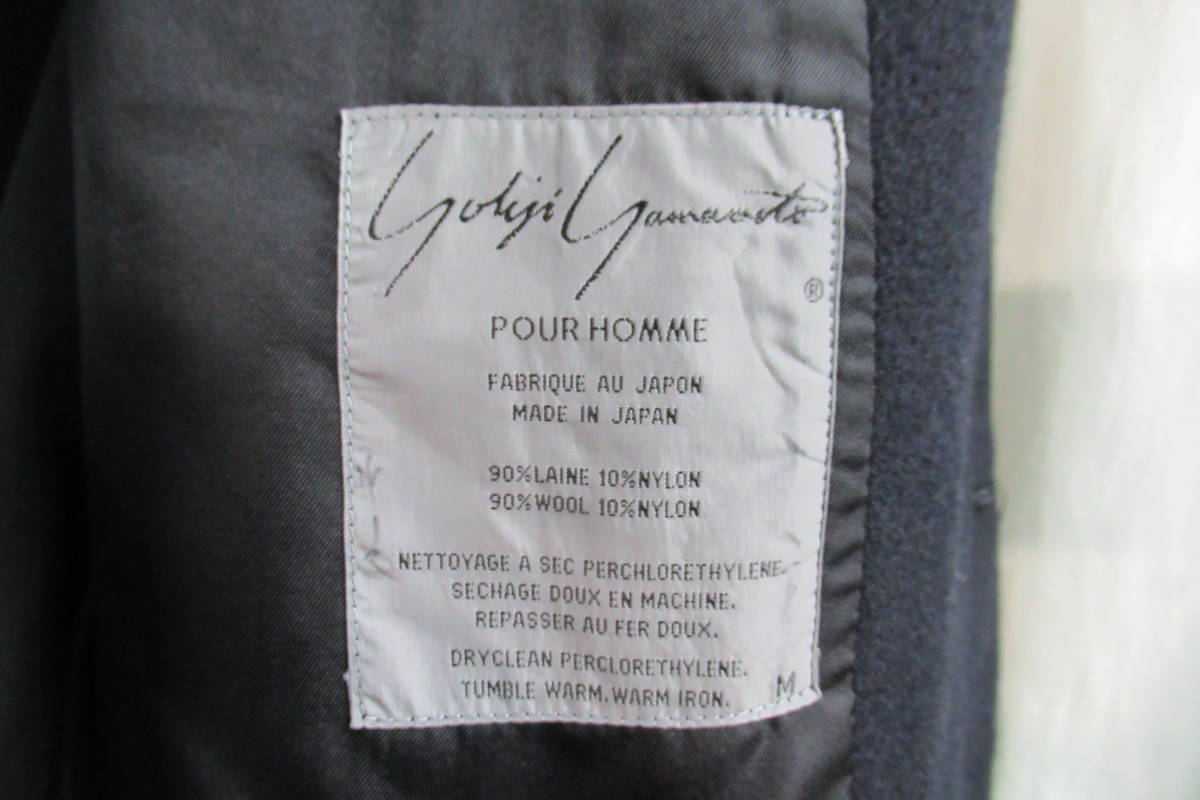 Yohji Yamamoto
®
POUR HOMME
FABRIQUE AU JAPON
MADE IN JAPAN
90%LAINE 10%NYLON
90%WOOL 10%NYLON
NETTOYAGE A SEC PERCHLORETHYLENE.
SECHAGE DOUX EN MACHINE.
REPASSER AU FER DOUX.
DRYCLEAN PERCLORETHYLENE.
TUMBLE WARM. WARM IRON. M.